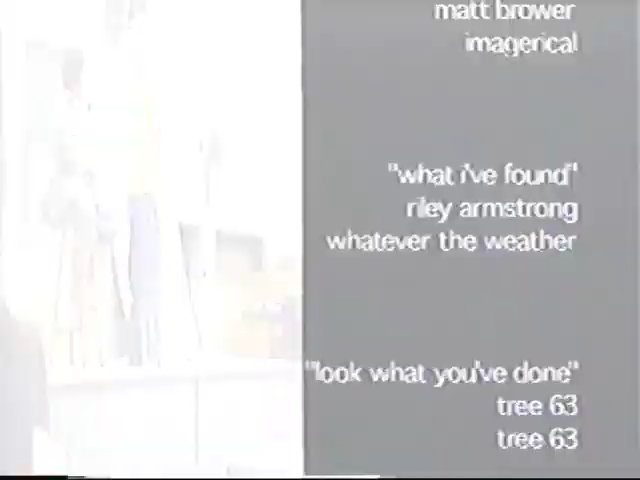 matt brower
imagerical
"what i've found"
riley armstrong
whatever the weather
"look what you've done"
tree 63
tree 63